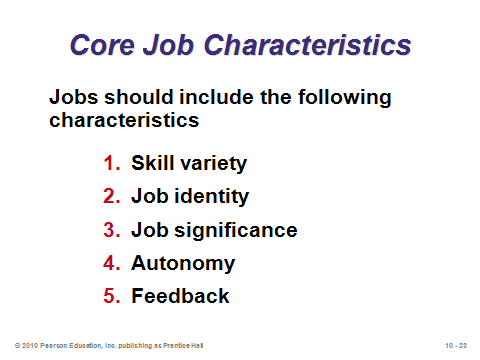 Core Job Characteristics
Jobs should include the following
characteristics
1. Skill variety
2. Job identity
3. Job significance
4. Autonomy
5. Feedback
© 2010 Pearson Education, Inc. publishing as Prentice Hall
10 - 23